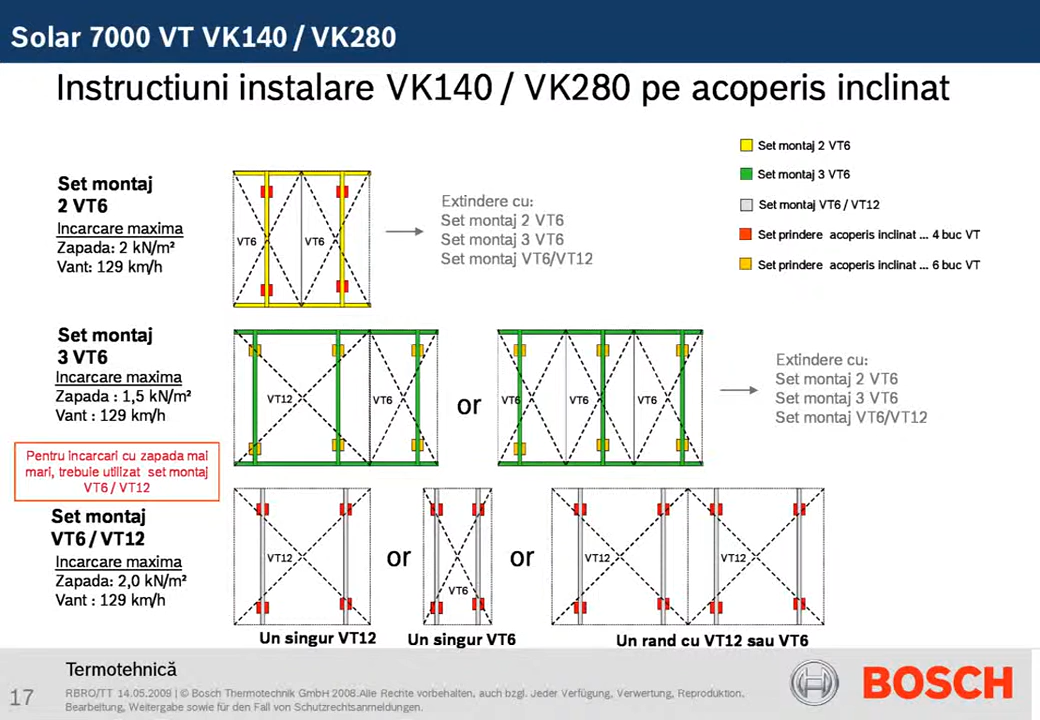 Solar 7000 VT VK140 / VK280
Instructiuni instalare VK140 / VK280 pe acoperis inclinat
Set montaj 2 VT6
Set montaj 3 VT6
Set montaj VT6 / VT12
Set prindere acoperis inclinat ... 4 buc VT
Set prindere acoperis inclinat ... 6 buc VT
Set montaj
2 VT6
Incarcare maxima
Zapada: 2 kN/m²
Vant: 129 km/h
VT6
VT6
Extindere cu:
Set montaj 2 VT6
Set montaj 3 VT6
Set montaj VT6/VT12
Set montaj
3 VT6
Incarcare maxima
Zapada : 1,5 kN/m²
Vant : 129 km/h
VT12
VT6
or
VT6
VT6
VT6
Extindere cu:
Set montaj 2 VT6
Set montaj 3 VT6
Set montaj VT6/VT12
Pentru incarcari cu zapada mai
mari, trebuie utilizat set montaj
VT6 / VT12
Set montaj
VT6 / VT12
Incarcare maxima
Zapada: 2,0 kN/m²
Vant : 129 km/h
VT12
or
VT6
or
VT12
VT12
Un singur VT12
Un singur VT6
Un rand cu VT12 sau VT6
Termotehnică
17
RBRO/TT 14.05.2009 | © Bosch Thermotechnik GmbH 2008.Alle Rechte vorbehalten, auch bzgl. Jeder Verfügung, Verwertung, Reproduktion,
Bearbeitung, Weitergabe sowie für den Fall von Schutzrechtsanmeldungen.
BOSCH